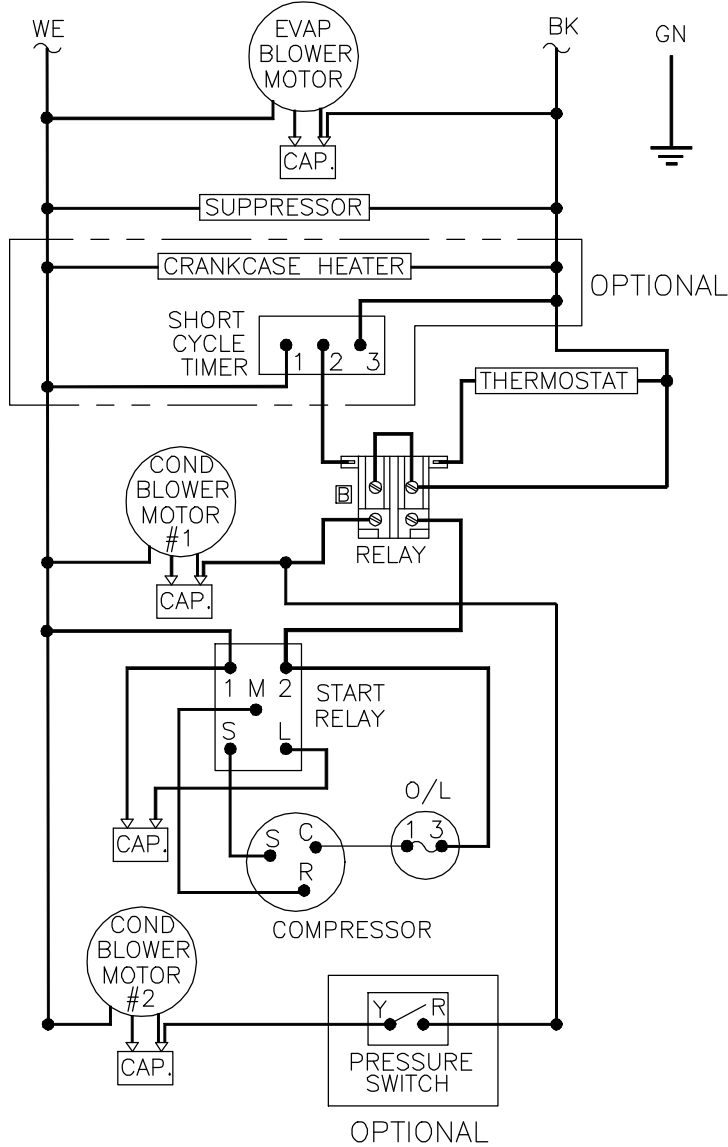 WE
BK
GN
EVAP
BLOWER
MOTOR
CAP.
SUPPRESSOR
CRANKCASE HEATER
OPTIONAL
SHORT
CYCLE
TIMER
1 2 3
THERMOSTAT
B
RELAY
COND
BLOWER
MOTOR
#1
CAP.
1 M 2
S L
START
RELAY
CAP.
O/L
1 3
S C
R
COMPRESSOR
COND
BLOWER
MOTOR
#2
CAP.
Y R
PRESSURE
SWITCH
OPTIONAL